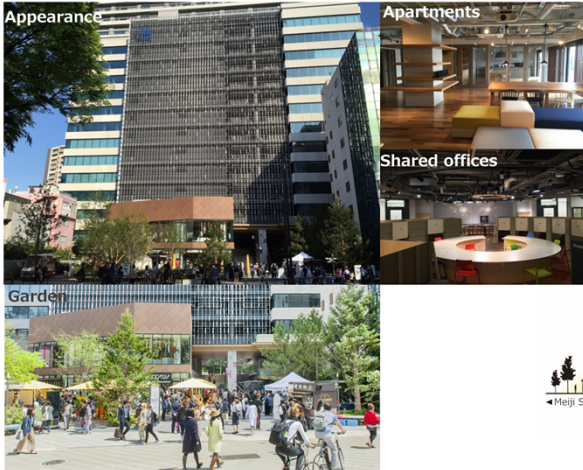 Appearance
Apartments
Shared offices
Garden
◄Meiji S